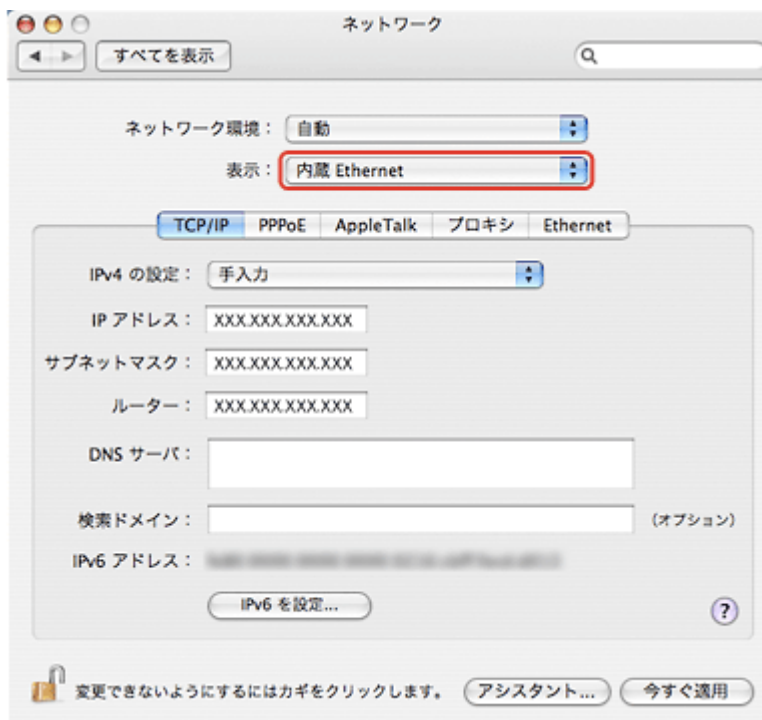 ネットワーク
すべてを表示
ネットワーク環境： 自動
表示： 内蔵 Ethernet
TCP/IP PPPoE AppleTalk プロキシ Ethernet
IPv4 の設定： 手入力
IP アドレス： XXX.XXX.XXX.XXX
サブネットマスク： XXX.XXX.XXX.XXX
ルーター： XXX.XXX.XXX.XXX
DNS サーバ：
検索ドメイン： (オプション)
IPv6 アドレス：
IPv6 を設定...
?
変更できないようにするにはカギをクリックします。 アシスタント... 今すぐ適用